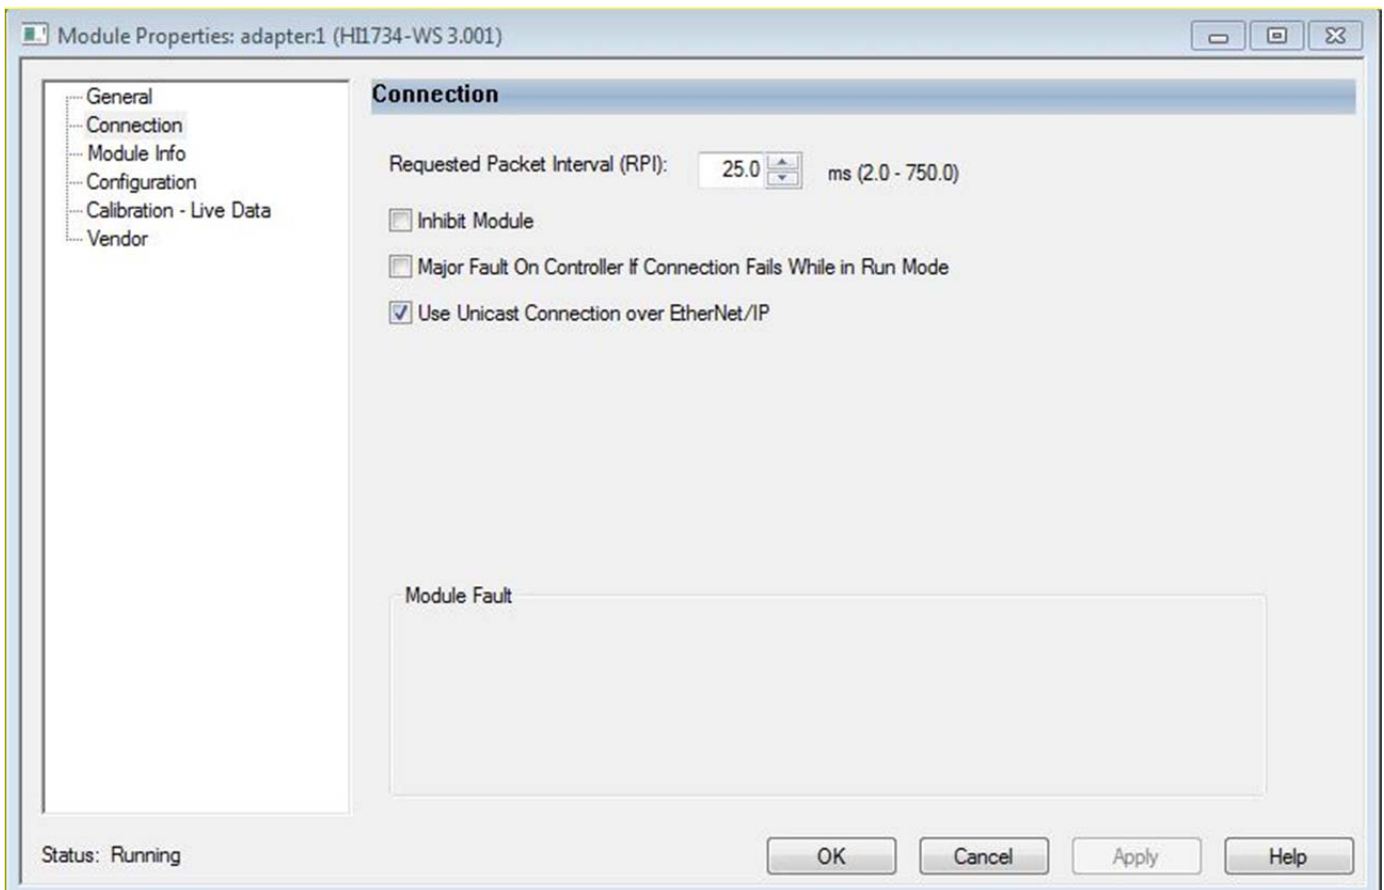 Module Properties: adapter:1 (HI1734-WS 3.001)
General
Connection
Module Info
Configuration
Calibration - Live Data
Vendor
Connection
Requested Packet Interval (RPI): 25.0 ms (2.0 - 750.0)
Inhibit Module
Major Fault On Controller If Connection Fails While in Run Mode
Use Unicast Connection over EtherNet/IP
Module Fault
Status: Running
OK Cancel Apply Help